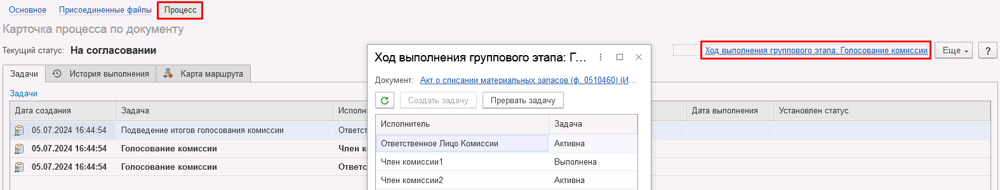 Основное Присоединенные файлы Процесс
Карточка процесса по документу
Текущий статус: На согласовании
Ход выполнения группового этапа: Голосование комиссии Еще ?
Задачи История выполнения Карта маршрута
Задачи
Дата создания Задача Исполн Дата выполнения Установлен статус
05.07.2024 16:44:54 Подведение итогов голосования комиссии Ответст
05.07.2024 16:44:54 Голосование комиссии Член к
05.07.2024 16:44:54 Голосование комиссии Ответс
Ход выполнения группового этапа: Г...
Документ: Акт о списании материальных запасов (ф. 0510460) (И...
Создать задачу Прервать задачу
Исполнитель Задача
Ответственное Лицо Комиссии Активна
Член комиссии1 Выполнена
Член комиссии2 Активна